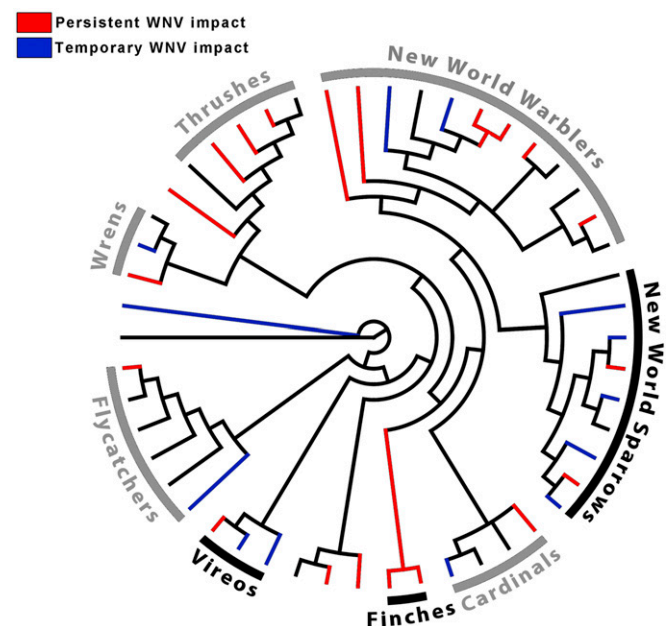 Persistent WNV impact
Temporary WNV impact
New World Warblers
Thrushes
Wrens
New World Sparrows
Flycatchers
Vireos
Finches
Cardinals